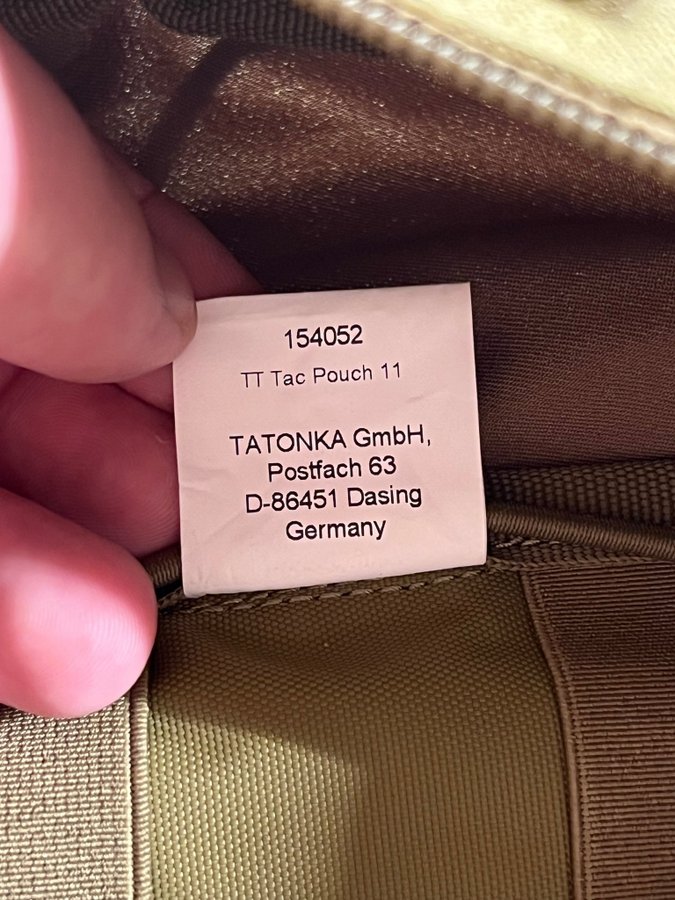 154052
TT Tac Pouch 11
TATONKA GmbH,
Postfach 63
D-86451 Dasing
Germany